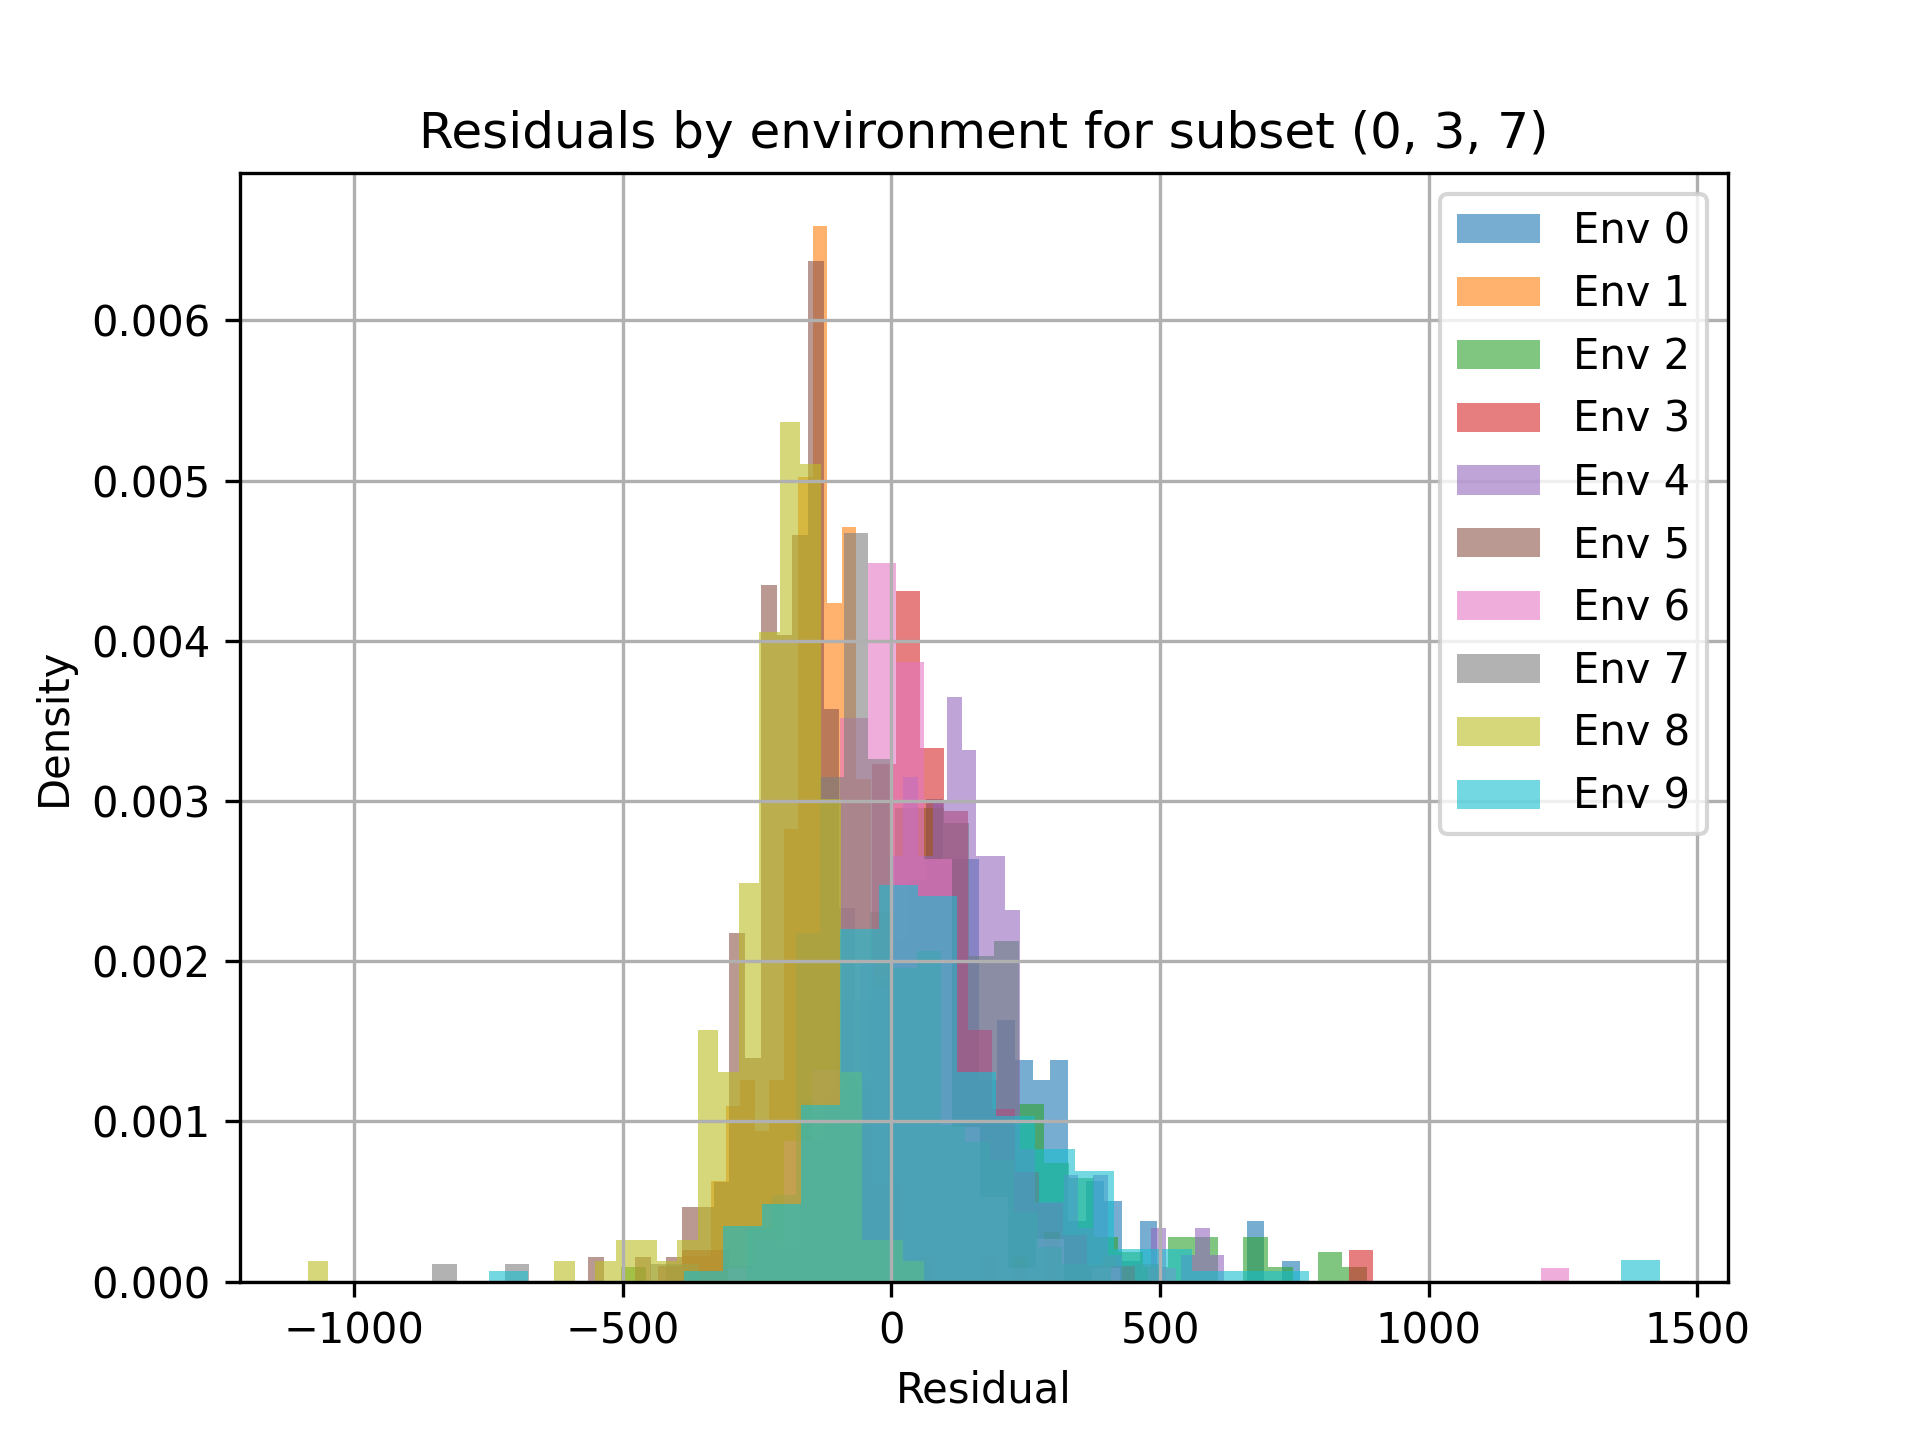 Residuals by environment for subset (0, 3, 7)
Env 0
Env 1
Env 2
Env 3
Env 4
Env 5
Env 6
Env 7
Env 8
Env 9
Density
0.006
0.005
0.004
0.003
0.002
0.001
0.000
−1000 −500 0 500 1000 1500
Residual